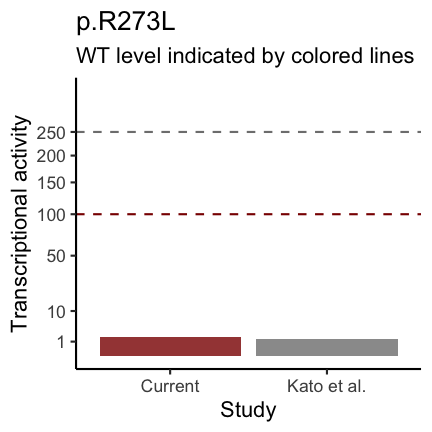 p.R273L
WT level indicated by colored lines
Transcriptional activity
250
200
150
100
50
10
1
Current
Kato et al.
Study